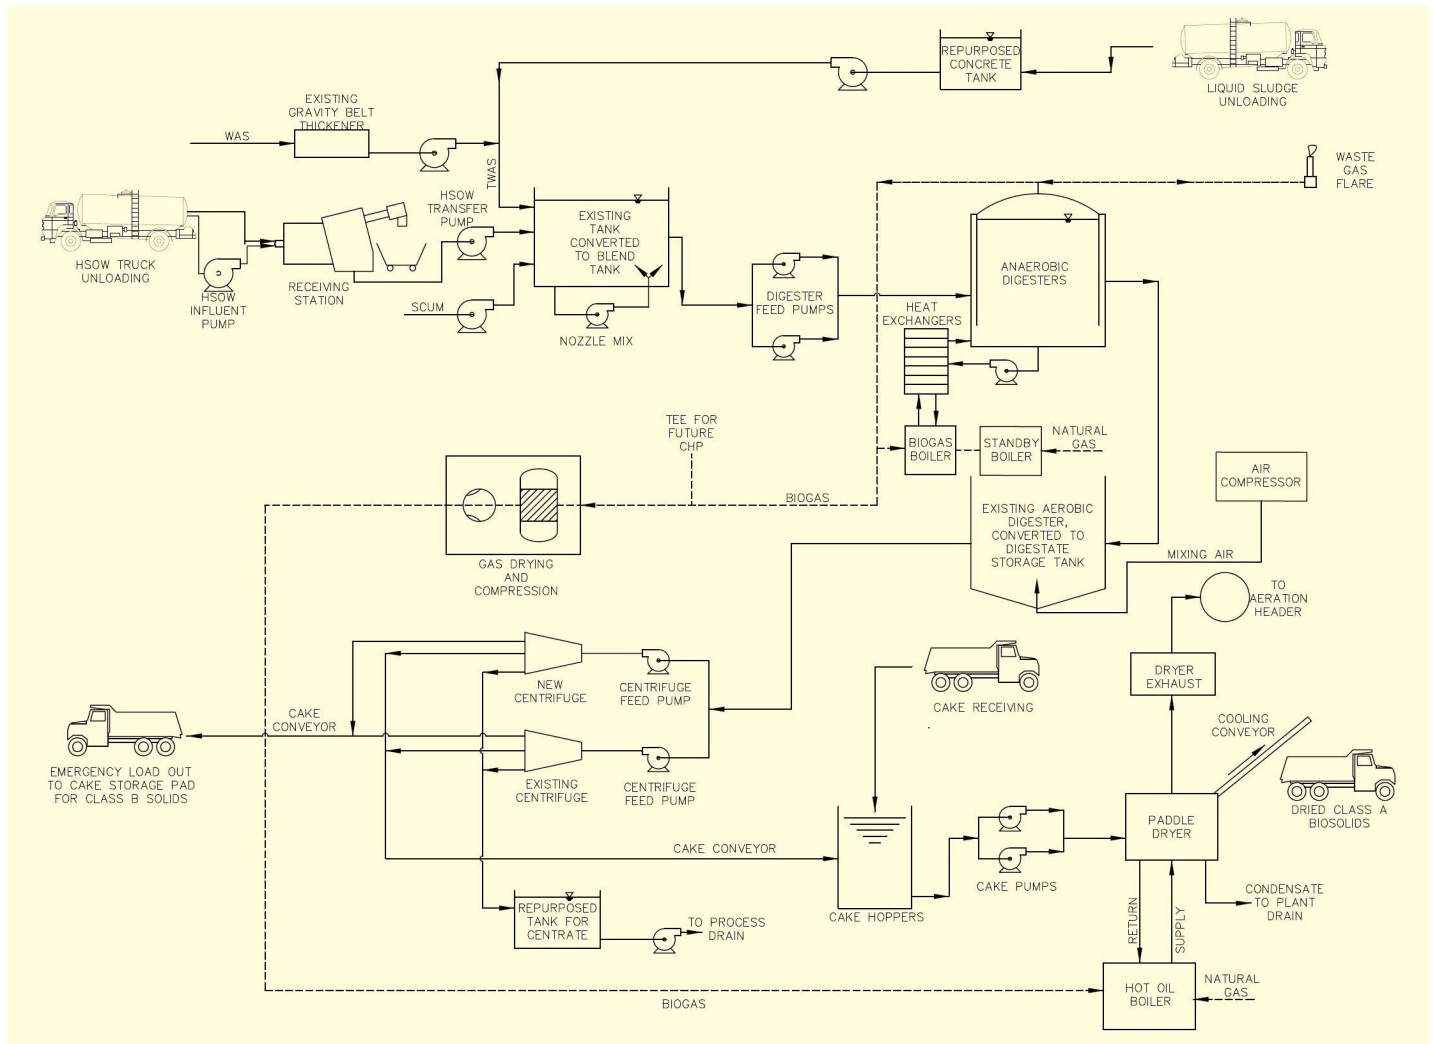 REPURPOSED
CONCRETE
TANK
LIQUID SLUDGE
UNLOADING
EXISTING
GRAVITY BELT
THICKENER
WAS
TWAS
WASTE
GAS
FLARE
HSOW
TRANSFER
PUMP
EXISTING
TANK
CONVERTED
TO BLEND
TANK
HSOW TRUCK
UNLOADING
HSOW
INFLUENT
PUMP
RECEIVING
STATION
SCUM
NOZZLE MIX
DIGESTER
FEED PUMPS
ANAEROBIC
DIGESTERS
HEAT
EXCHANGERS
TEE FOR
FUTURE
CHP
BIOGAS
BOILER
STANDBY
BOILER
NATURAL
GAS
AIR
COMPRESSOR
BIOGAS
EXISTING AEROBIC
DIGESTER,
CONVERTED TO
DIGESTATE
STORAGE TANK
MIXING AIR
GAS DRYING
AND
COMPRESSION
TO
AERATION
HEADER
NEW
CENTRIFUGE
CENTRIFUGE
FEED PUMP
CAKE RECEIVING
DRYER
EXHAUST
CAKE
CONVEYOR
COOLING
CONVEYOR
EMERGENCY LOAD OUT
TO CAKE STORAGE PAD
FOR CLASS B SOLIDS
EXISTING
CENTRIFUGE
CENTRIFUGE
FEED PUMP
PADDLE
DRYER
DRIED CLASS A
BIOSOLIDS
CAKE CONVEYOR
CAKE PUMPS
CAKE HOPPERS
REPURPOSED
TANK FOR
CENTRATE
TO PROCESS
DRAIN
CONDENSATE
TO PLANT
DRAIN
RETURN
SUPPLY
HOT OIL
BOILER
NATURAL
GAS
BIOGAS